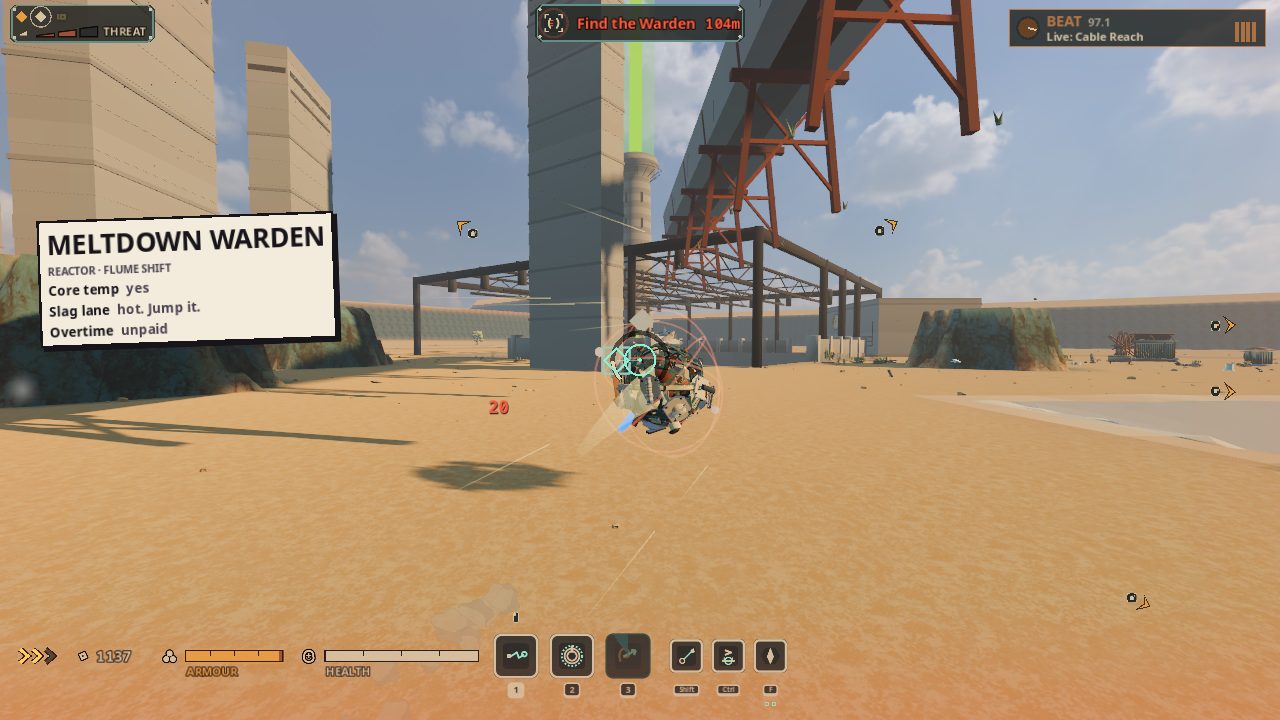 THREAT
Find the Warden 104m
BEAT 97.1
Live: Cable Reach
MELTDOWN WARDEN
REACTOR · FLUME SHIFT
Core temp yes
Slag lane hot. Jump it.
Overtime unpaid
20
1137
ARMOUR
HEALTH
1 2 3 Shift Ctrl F